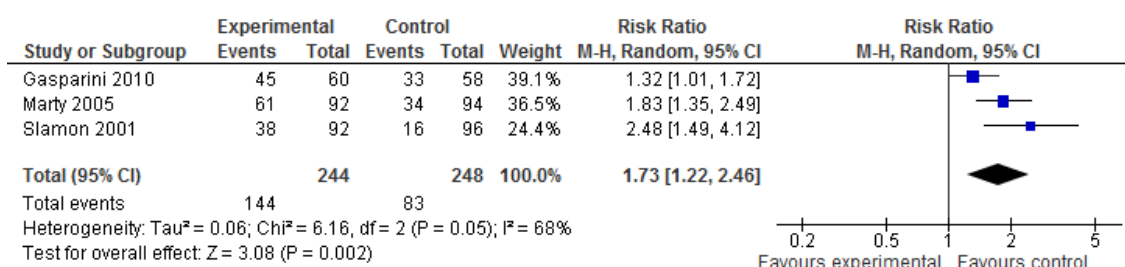 Experimental Control Risk Ratio Risk Ratio
Study or Subgroup Events Total Events Total Weight M-H, Random, 95% CI M-H, Random, 95% CI
Gasparini 2010 45 60 33 58 39.1% 1.32 [1.01, 1.72]
Marty 2005 61 92 34 94 36.5% 1.83 [1.35, 2.49]
Slamon 2001 38 92 16 96 24.4% 2.48 [1.49, 4.12]
Total (95% CI) 244 248 100.0% 1.73 [1.22, 2.46]
Total events 144 83
Heterogeneity: Tau² = 0.06; Chi² = 6.16, df = 2 (P = 0.05); I² = 68%
Test for overall effect: Z = 3.08 (P = 0.002)
0.2 0.5 1 2 5
Favours experimental Favours control